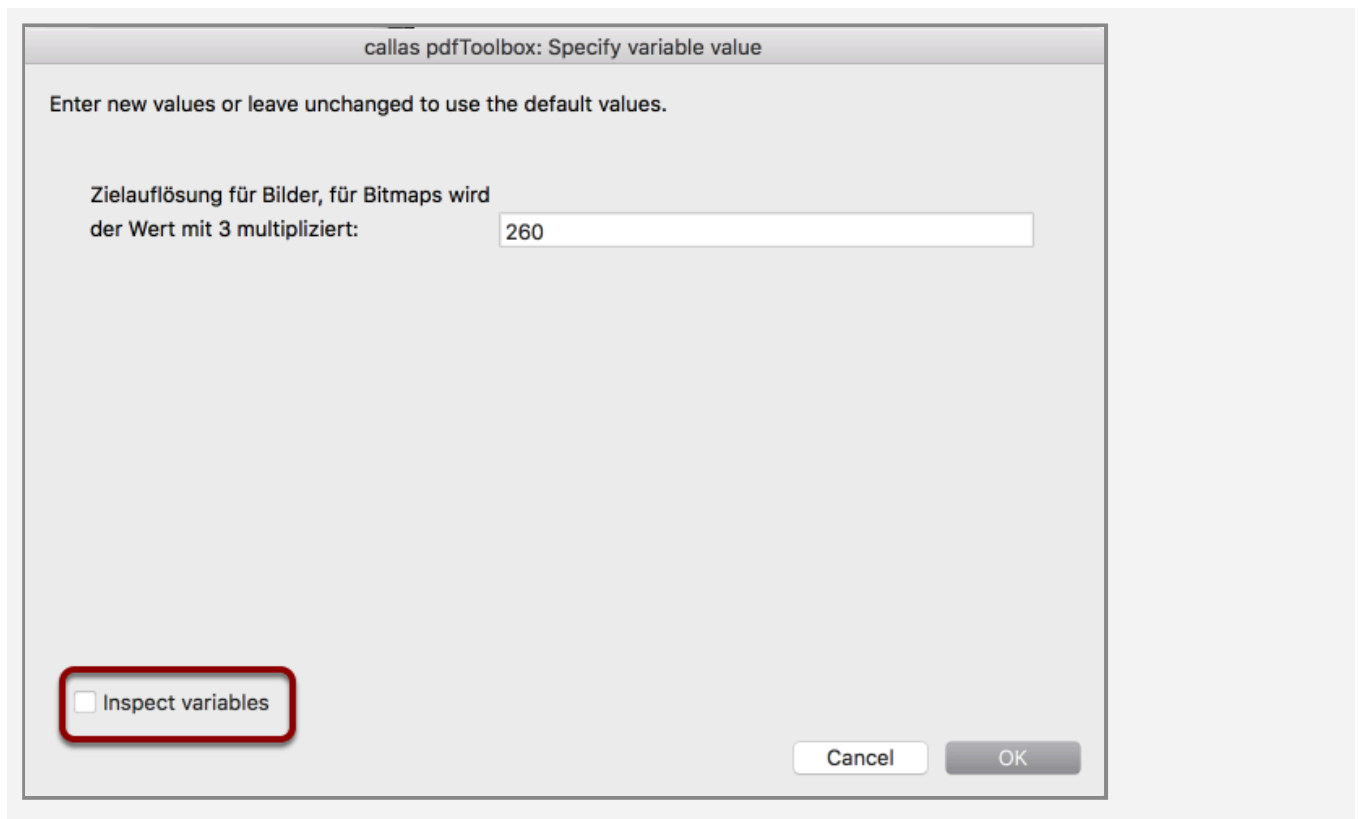 callas pdfToolbox: Specify variable value
Enter new values or leave unchanged to use the default values.
Zielauflösung für Bilder, für Bitmaps wird
der Wert mit 3 multipliziert:
260
Inspect variables
Cancel
OK